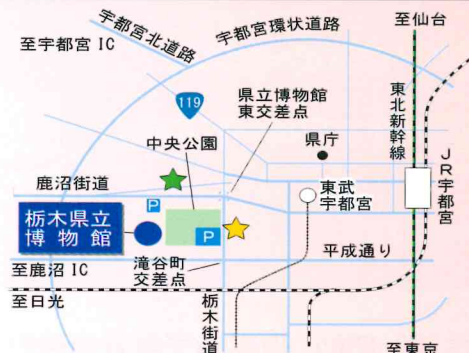 至仙台
宇都宮環状道路
宇都宮北道路
至宇都宮 IC
119
県立博物館
東交差点
東北新幹線
県庁
中央公園
JR宇都宮
鹿沼街道
東武
宇都宮
P
栃木県立
博物館
P
平成通り
滝谷町
交差点
至鹿沼 IC
至日光
栃木街道
至東京